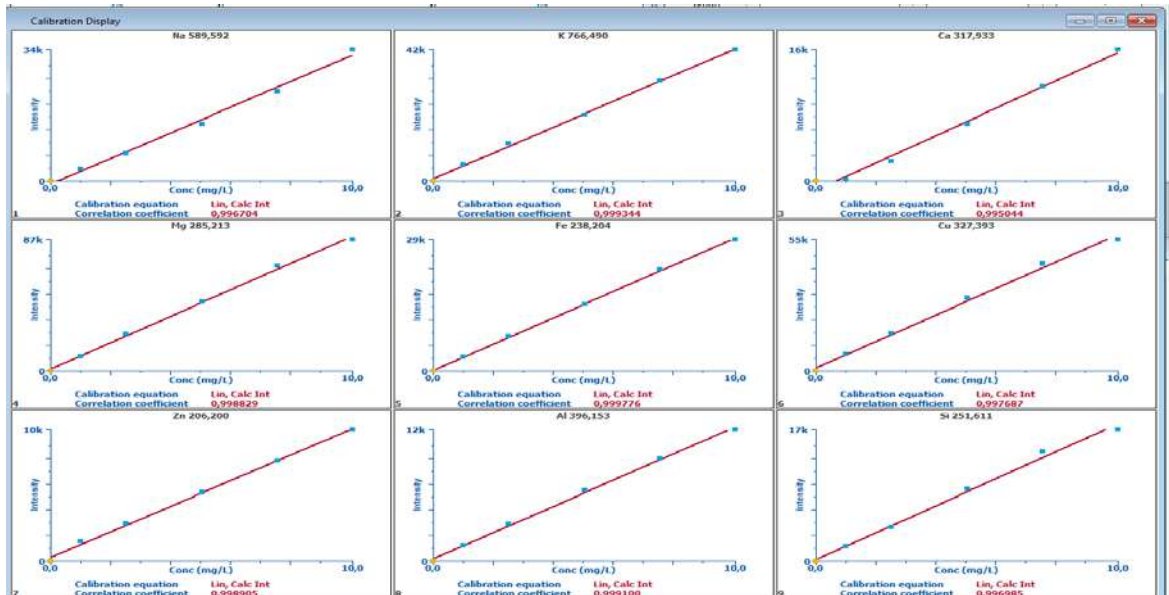 Calibration Display
Na 589,592
34k
Intensity
0
0,0
Conc (mg/L)
10,0
Calibration equation Lin, Calc Int
Correlation coefficient 0,996704
1
K 766,490
42k
Intensity
0
0,0
Conc (mg/L)
10,0
Calibration equation Lin, Calc Int
Correlation coefficient 0,999344
2
Ca 317,933
16k
Intensity
0
0,0
Conc (mg/L)
10,0
Calibration equation Lin, Calc Int
Correlation coefficient 0,995044
3
Mg 285,213
87k
Intensity
0
0,0
Conc (mg/L)
10,0
Calibration equation Lin, Calc Int
Correlation coefficient 0,998829
4
Fe 238,204
29k
Intensity
0
0,0
Conc (mg/L)
10,0
Calibration equation Lin, Calc Int
Correlation coefficient 0,999776
5
Cu 327,393
55k
Intensity
0
0,0
Conc (mg/L)
10,0
Calibration equation Lin, Calc Int
Correlation coefficient 0,997687
6
Zn 206,200
10k
Intensity
0
0,0
Conc (mg/L)
10,0
Calibration equation Lin, Calc Int
Correlation coefficient 0,998905
7
Al 396,153
12k
Intensity
0
0,0
Conc (mg/L)
10,0
Calibration equation Lin, Calc Int
Correlation coefficient 0,999100
8
Si 251,611
17k
Intensity
0
0,0
Conc (mg/L)
10,0
Calibration equation Lin, Calc Int
Correlation coefficient 0,996985
9